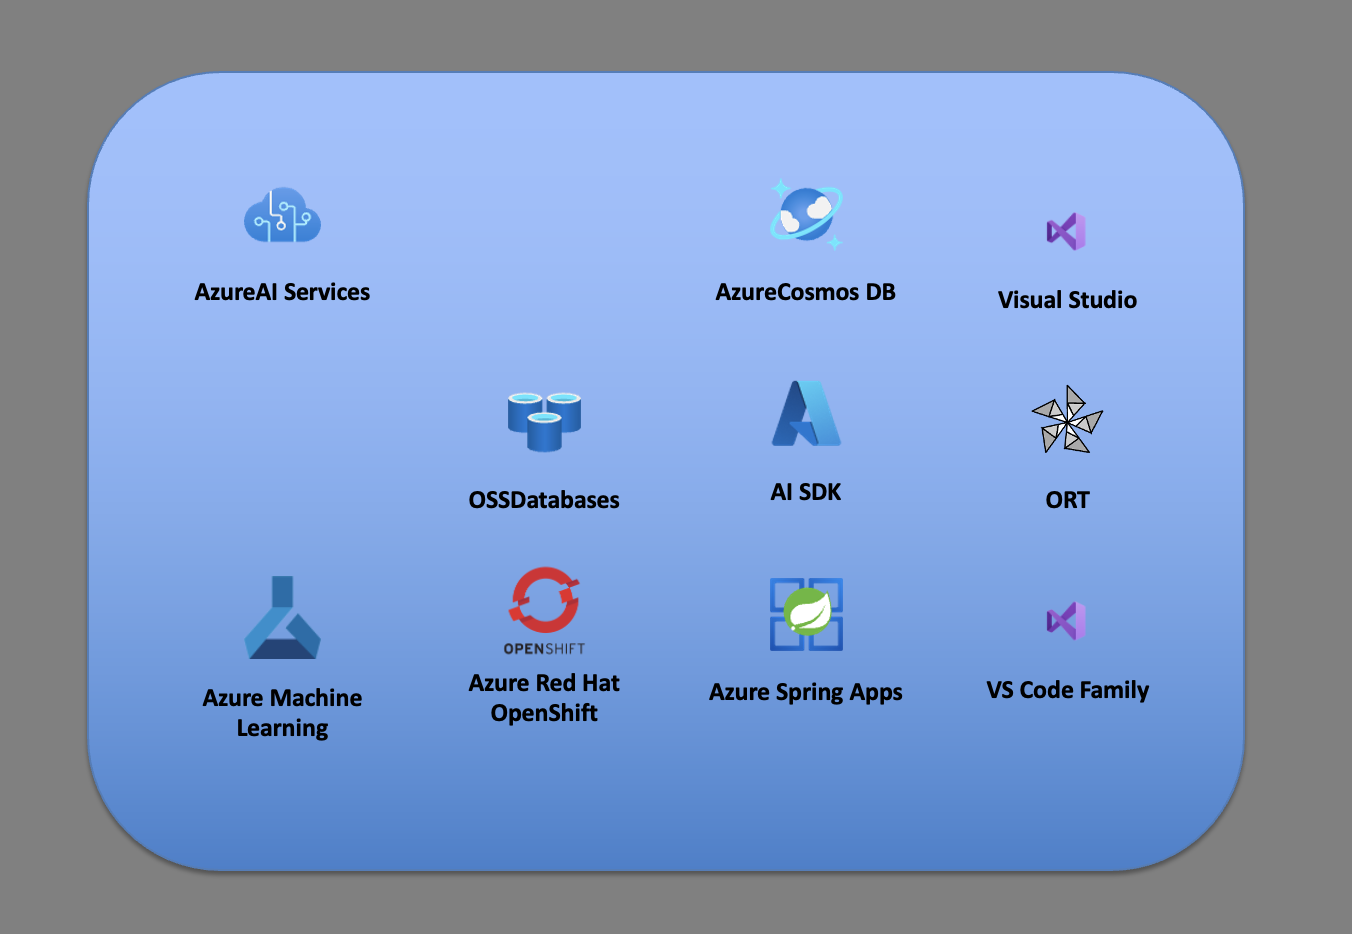 AzureAI Services
AzureCosmos DB
Visual Studio
OSSDatabases
AI SDK
ORT
OPENSHIFT
Azure Machine
Learning
Azure Red Hat
OpenShift
Azure Spring Apps
VS Code Family